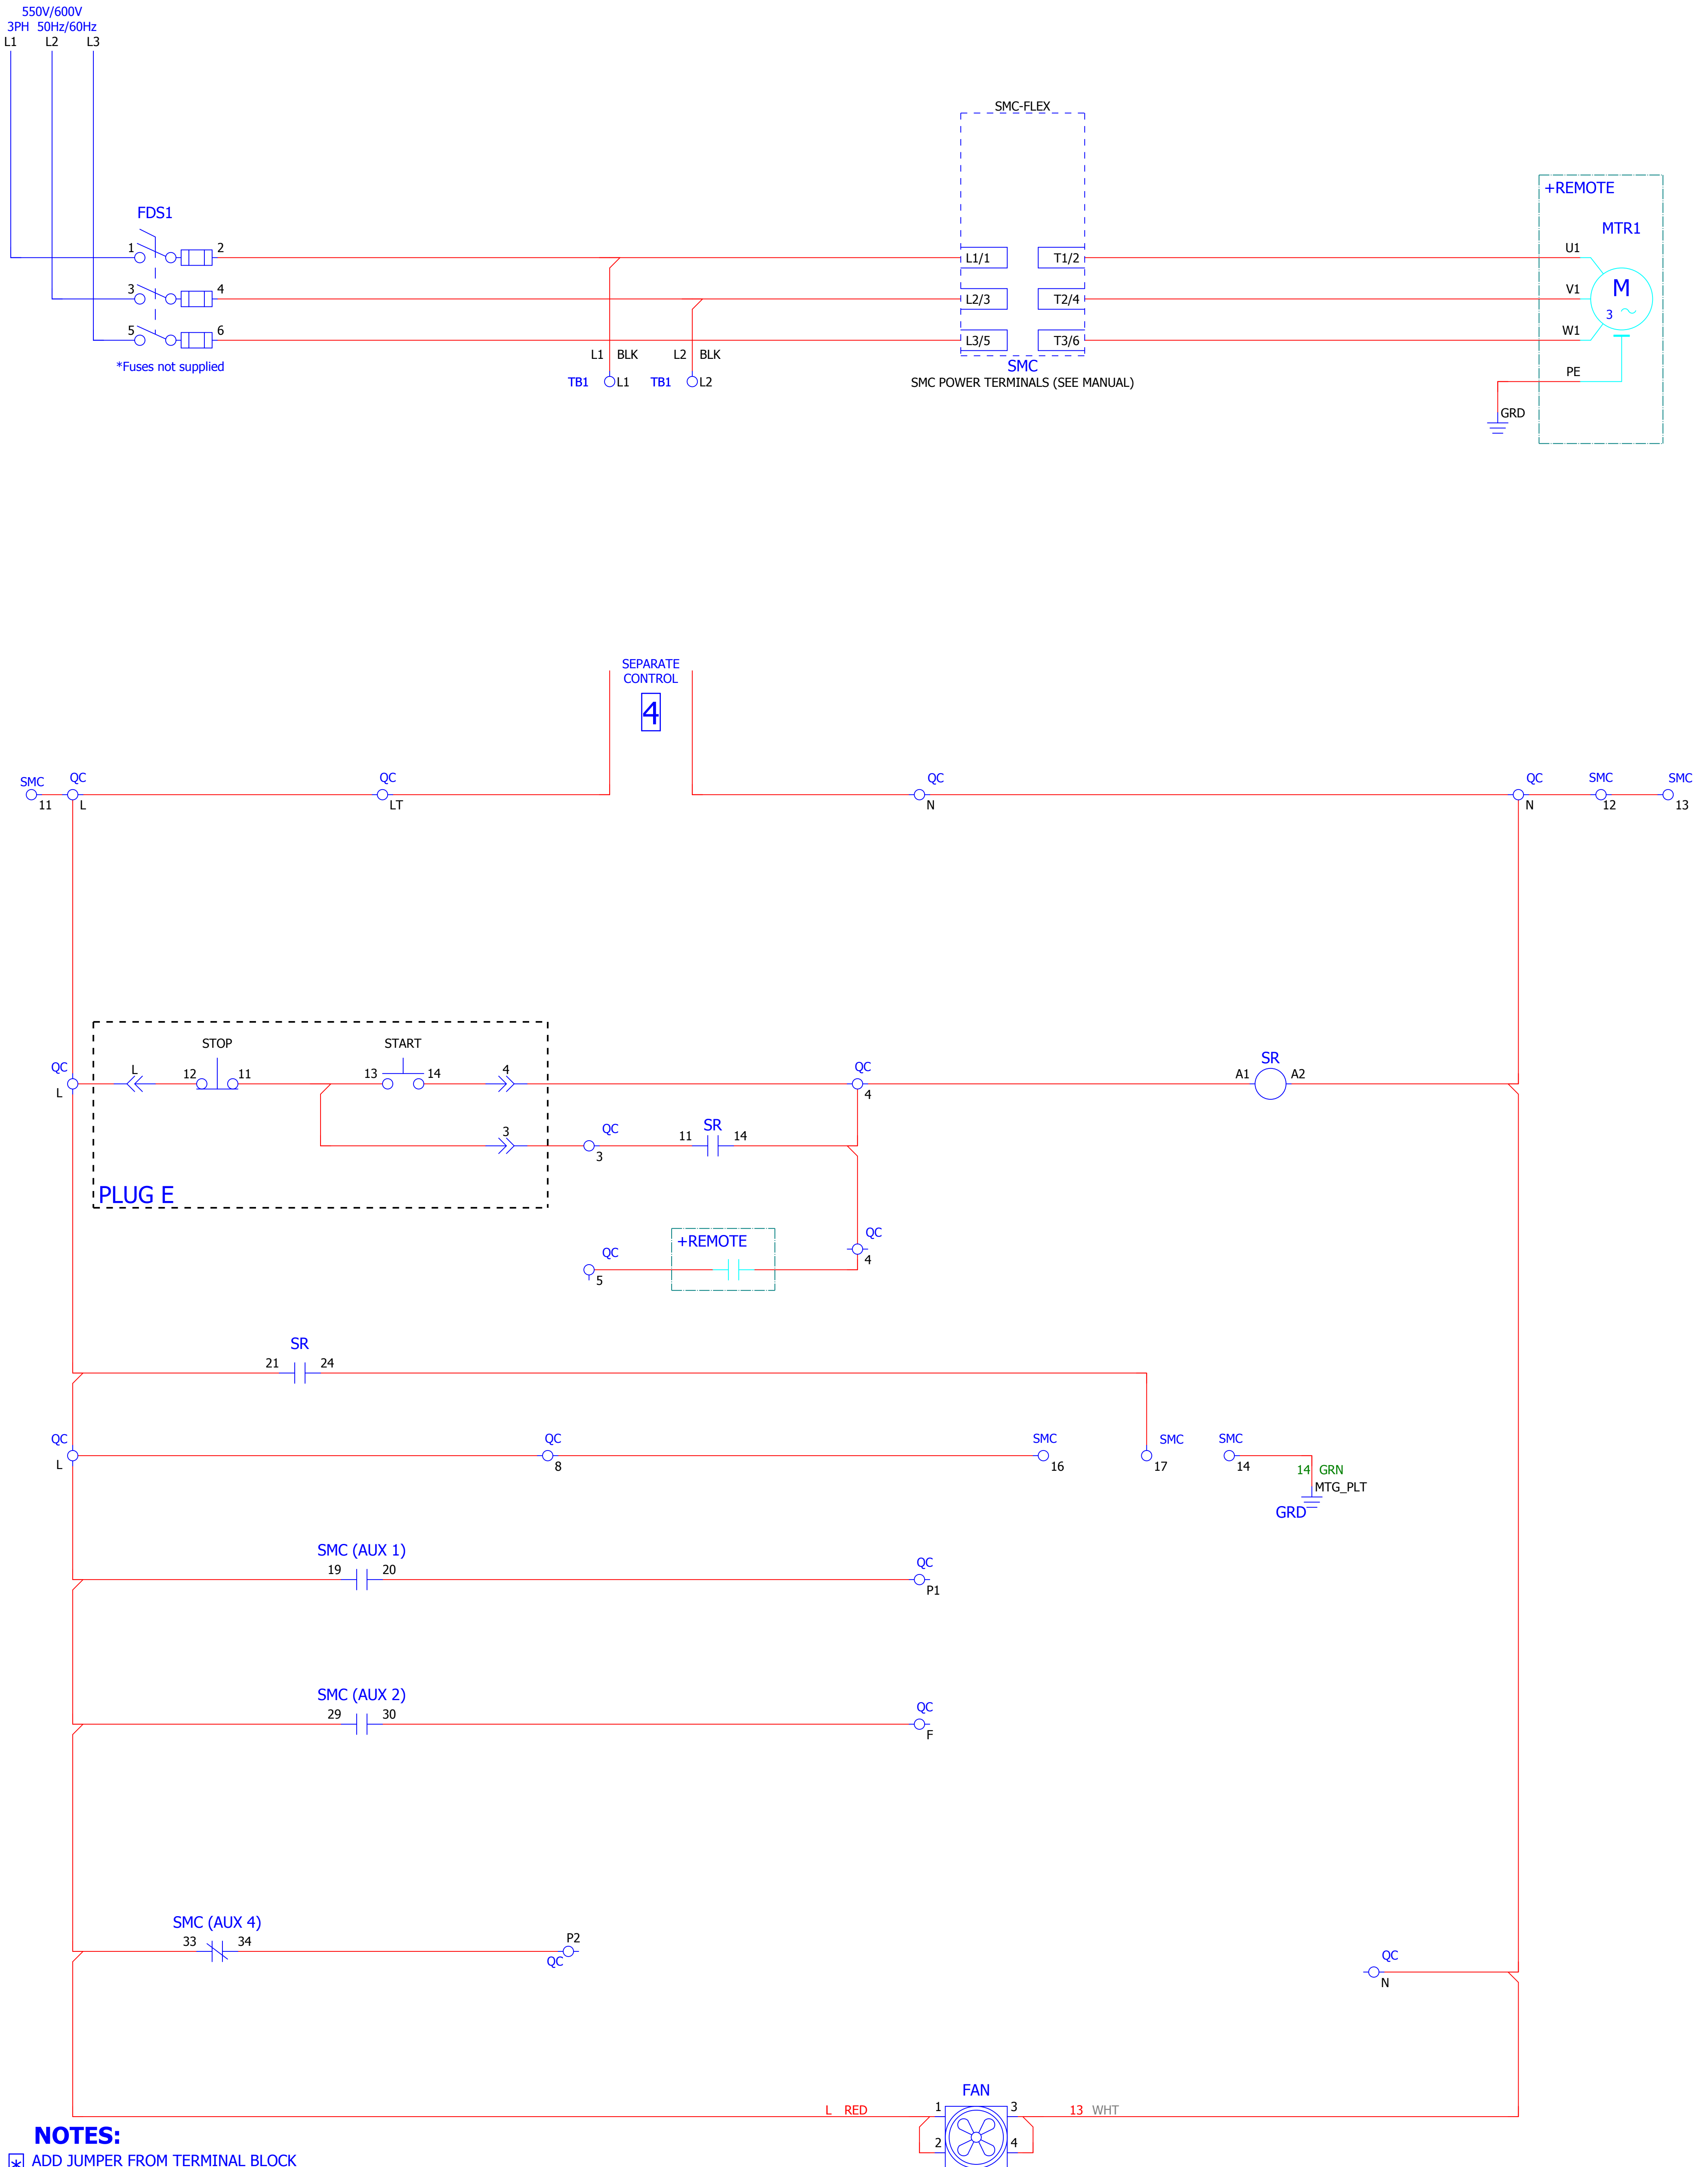 550V/600V
3PH 50Hz/60Hz
L1 L2 L3
SMC-FLEX
+REMOTE
FDS1
MTR1
1 2 L1/1 T1/2 U1
3 4 L2/3 T2/4 V1 M
3
5 6 L3/5 T3/6 W1
*Fuses not supplied
L1 BLK L2 BLK
SMC
PE
TB1 L1 TB1 L2
SMC POWER TERMINALS (SEE MANUAL)
GRD
SEPARATE
CONTROL
4
SMC QC QC QC QC SMC SMC
11 L LT N N 12 13
STOP START
QC L 4 QC SR
12 11 13 14 A1 A2
L 4
3 QC SR
11 14
3
PLUG E
QC
+REMOTE
QC
4
5
SR
21 24
QC QC SMC SMC SMC
L 8 16 17 14
14 GRN
MTG_PLT
GRD
SMC (AUX 1)
19 20 QC
P1
SMC (AUX 2)
29 30 QC
F
SMC (AUX 4)
33 34 P2
QC
QC
N
FAN
L RED 1 3 13 WHT
2 4
NOTES:
* ADD JUMPER FROM TERMINAL BLOCK